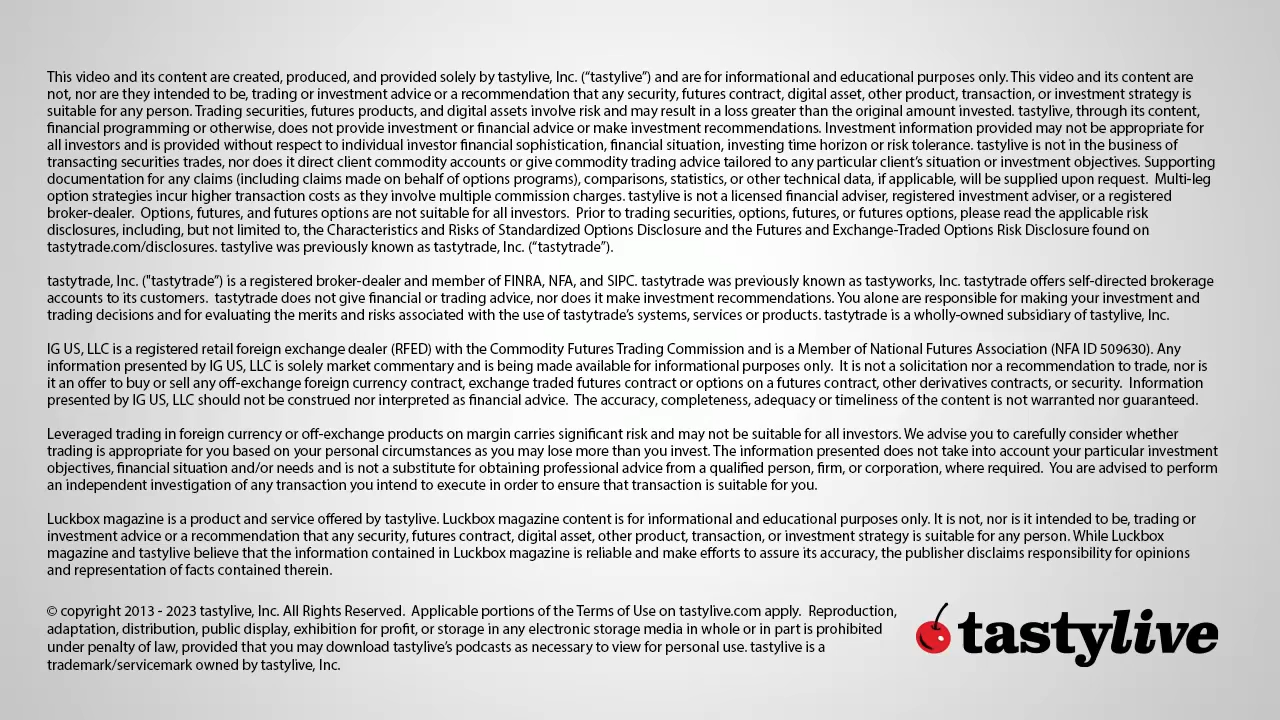 This video and its content are created, produced, and provided solely by tastylive, Inc. (“tastylive”) and are for informational and educational purposes only. This video and its content are
not, nor are they intended to be, trading or investment advice or a recommendation that any security, futures contract, digital asset, other product, transaction, or investment strategy is
suitable for any person. Trading securities, futures products, and digital assets involve risk and may result in a loss greater than the original amount invested. tastylive, through its content,
financial programming or otherwise, does not provide investment or financial advice or make investment recommendations. Investment information provided may not be appropriate for
all investors and is provided without respect to individual investor financial sophistication, financial situation, investing time horizon or risk tolerance. tastylive is not in the business of
transacting securities trades, nor does it direct client commodity accounts or give commodity trading advice tailored to any particular client’s situation or investment objectives. Supporting
documentation for any claims (including claims made on behalf of options programs), comparisons, statistics, or other technical data, if applicable, will be supplied upon request.  Multi-leg
option strategies incur higher transaction costs as they involve multiple commission charges. tastylive is not a licensed financial adviser, registered investment adviser, or a registered
broker-dealer.  Options, futures, and futures options are not suitable for all investors.  Prior to trading securities, options, futures, or futures options, please read the applicable risk
disclosures, including, but not limited to, the Characteristics and Risks of Standardized Options Disclosure and the Futures and Exchange-Traded Options Risk Disclosure found on
tastytrade.com/disclosures. tastylive was previously known as tastytrade, Inc. (“tastytrade”).
tastytrade, Inc. ("tastytrade”) is a registered broker-dealer and member of FINRA, NFA, and SIPC. tastytrade was previously known as tastyworks, Inc. tastytrade offers self-directed brokerage
accounts to its customers.  tastytrade does not give financial or trading advice, nor does it make investment recommendations. You alone are responsible for making your investment and
trading decisions and for evaluating the merits and risks associated with the use of tastytrade’s systems, services or products. tastytrade is a wholly-owned subsidiary of tastylive, Inc.
IG US, LLC is a registered retail foreign exchange dealer (RFED) with the Commodity Futures Trading Commission and is a Member of National Futures Association (NFA ID 509630). Any
information presented by IG US, LLC is solely market commentary and is being made available for informational purposes only.  It is not a solicitation nor a recommendation to trade, nor is
it an offer to buy or sell any off-exchange foreign currency contract, exchange traded futures contract or options on a futures contract, other derivatives contracts, or security.  Information
presented by IG US, LLC should not be construed nor interpreted as financial advice.  The accuracy, completeness, adequacy or timeliness of the content is not warranted nor guaranteed.
Leveraged trading in foreign currency or off-exchange products on margin carries significant risk and may not be suitable for all investors. We advise you to carefully consider whether
trading is appropriate for you based on your personal circumstances as you may lose more than you invest. The information presented does not take into account your particular investment
objectives, financial situation and/or needs and is not a substitute for obtaining professional advice from a qualified person, firm, or corporation, where required.  You are advised to perform
an independent investigation of any transaction you intend to execute in order to ensure that transaction is suitable for you.
Luckbox magazine is a product and service offered by tastylive. Luckbox magazine content is for informational and educational purposes only. It is not, nor is it intended to be, trading or
investment advice or a recommendation that any security, futures contract, digital asset, other product, transaction, or investment strategy is suitable for any person. While Luckbox
magazine and tastylive believe that the information contained in Luckbox magazine is reliable and make efforts to assure its accuracy, the publisher disclaims responsibility for opinions
and representation of facts contained therein.
© copyright 2013 - 2023 tastylive, Inc. All Rights Reserved.  Applicable portions of the Terms of Use on tastylive.com apply.  Reproduction,
adaptation, distribution, public display, exhibition for profit, or storage in any electronic storage media in whole or in part is prohibited
under penalty of law, provided that you may download tastylive’s podcasts as necessary to view for personal use. tastylive is a
trademark/servicemark owned by tastylive, Inc.
tastylive